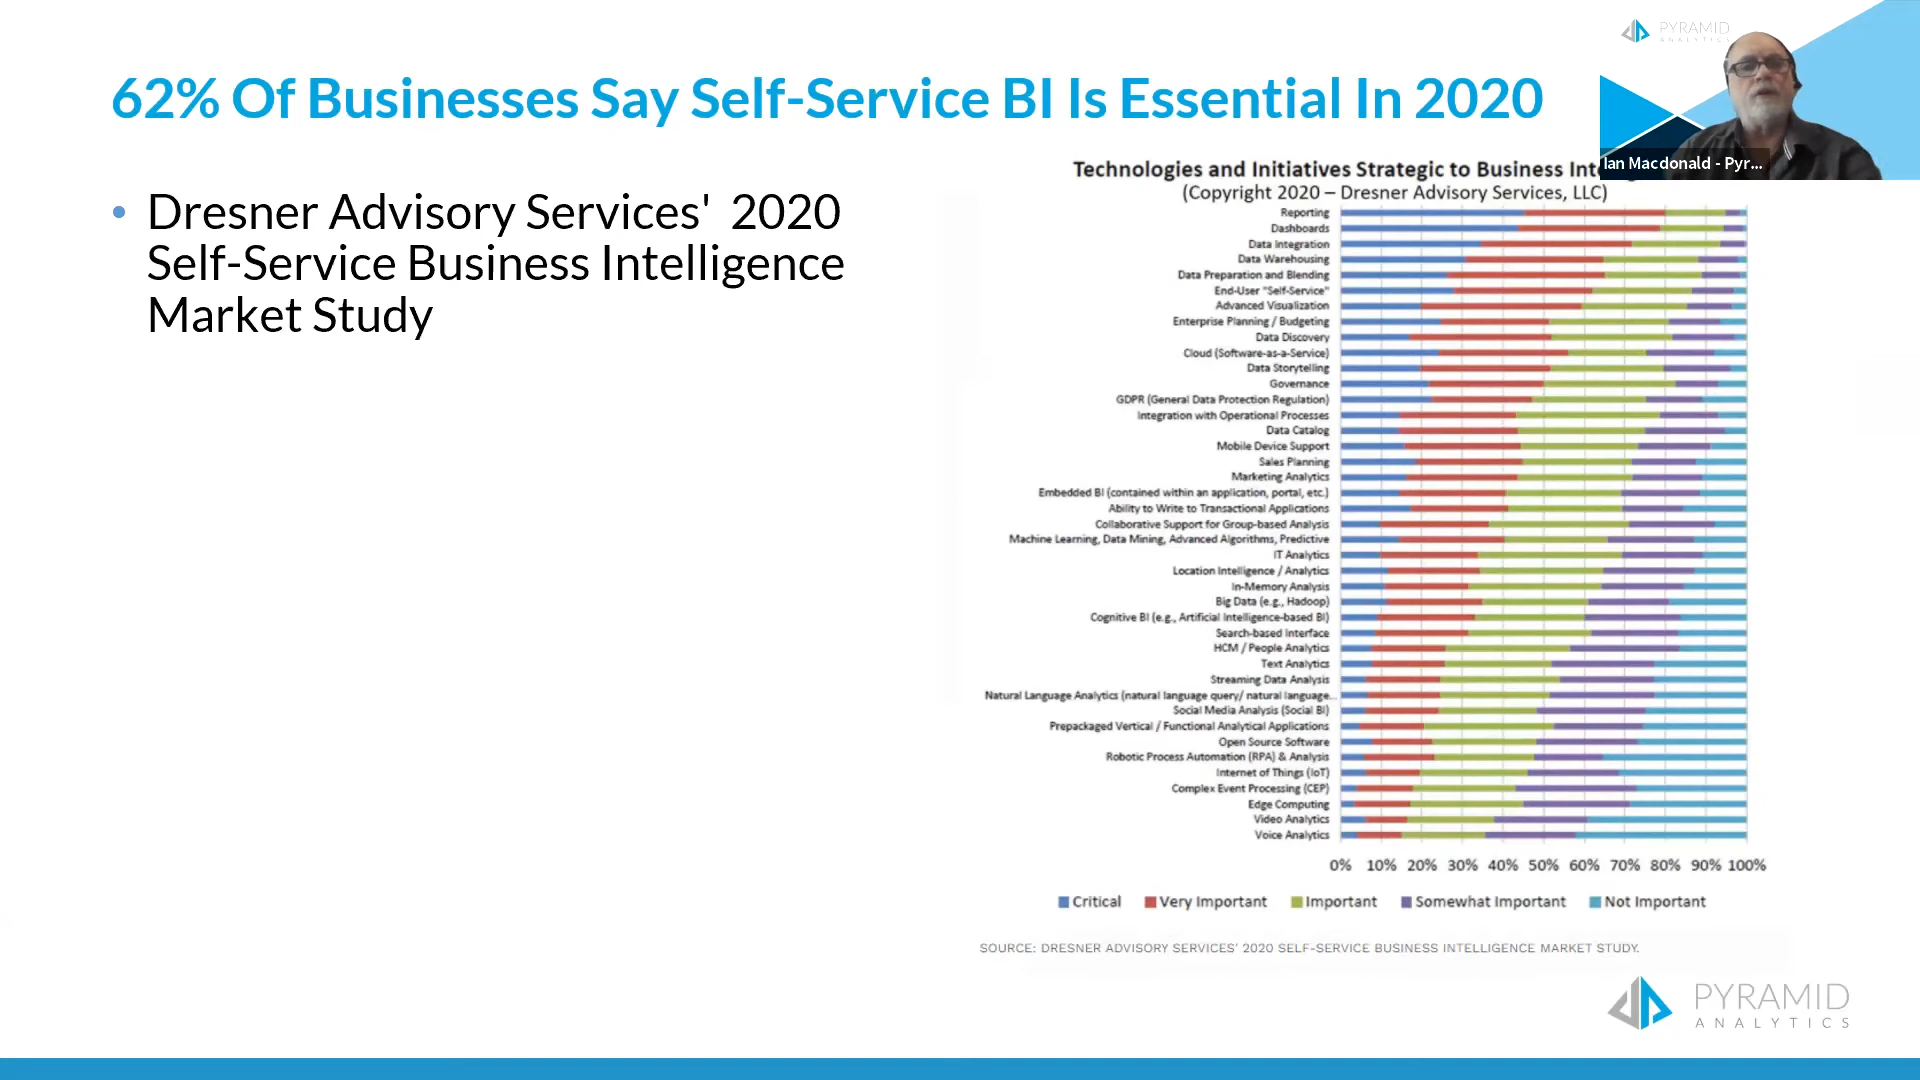 PYRAMID
ANALYTICS
62% Of Businesses Say Self-Service BI Is Essential In 2020
Ian Macdonald - Pyr...
• Dresner Advisory Services' 2020
Self-Service Business Intelligence
Market Study
Technologies and Initiatives Strategic to Business
(Copyright 2020 – Dresner Advisory Services, LLC)
Reporting
Dashboards
Data Integration
Data Warehousing
Data Preparation and Blending
End-User "Self-Service"
Advanced Visualization
Enterprise Planning / Budgeting
Data Discovery
Cloud (Software-as-a-Service)
Data Storytelling
Governance
GDPR (General Data Protection Regulation)
Integration with Operational Processes
Data Catalog
Mobile Device Support
Sales Planning
Marketing Analytics
Embedded BI (contained within an application, portal, etc.)
Ability to Write to Transactional Applications
Collaborative Support for Group-based Analysis
Machine Learning, Data Mining, Advanced Algorithms, Predictive
IT Analytics
Location Intelligence / Analytics
In-Memory Analysis
Big Data (e.g., Hadoop)
Cognitive BI (e.g., Artificial Intelligence-based BI)
Search-based Interface
HCM / People Analytics
Text Analytics
Streaming Data Analysis
Natural Language Analytics (natural language query/ natural language...
Social Media Analysis (Social BI)
Prepackaged Vertical / Functional Analytical Applications
Open Source Software
Robotic Process Automation (RPA) & Analysis
Internet of Things (IoT)
Complex Event Processing (CEP)
Edge Computing
Video Analytics
Voice Analytics
0% 10% 20% 30% 40% 50% 60% 70% 80% 90% 100%
Critical Very Important Important Somewhat Important Not Important
SOURCE: DRESNER ADVISORY SERVICES' 2020 SELF-SERVICE BUSINESS INTELLIGENCE MARKET STUDY.
PYRAMID
ANALYTICS